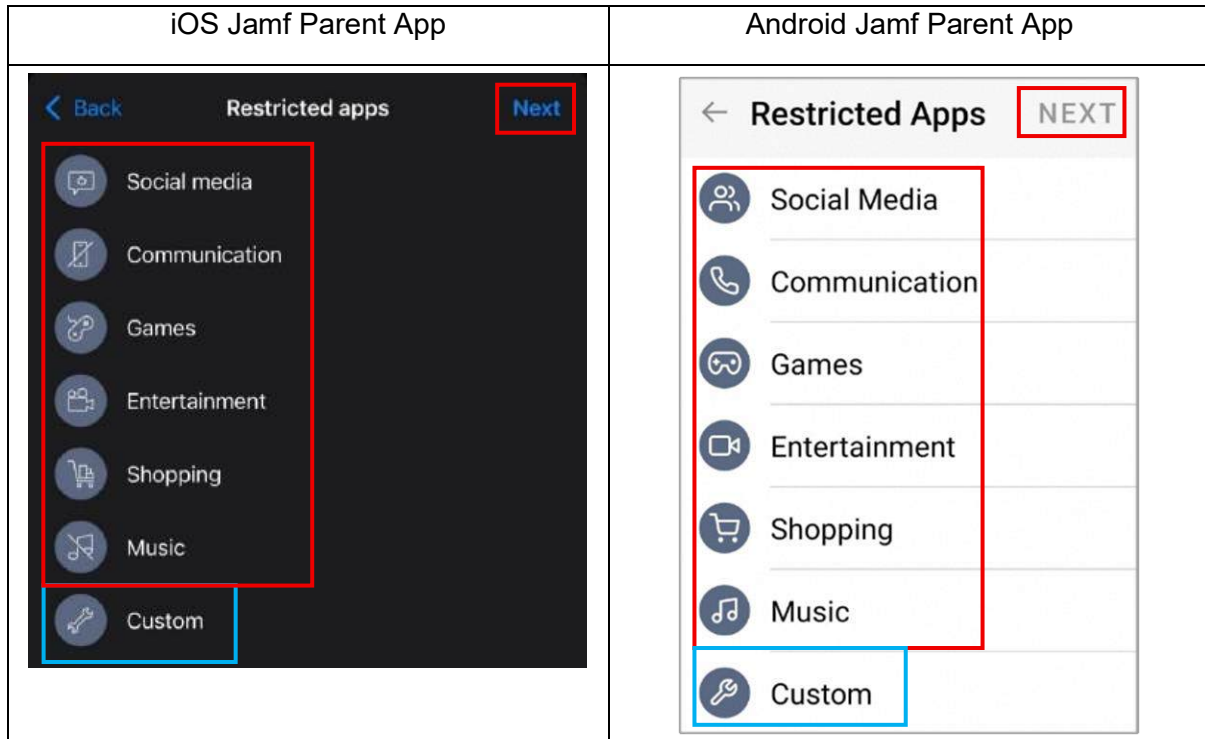 iOS Jamf Parent App
Android Jamf Parent App
Back
Restricted apps
Next
Social media
Communication
Games
Entertainment
Shopping
Music
Custom
Restricted Apps
NEXT
Social Media
Communication
Games
Entertainment
Shopping
Music
Custom